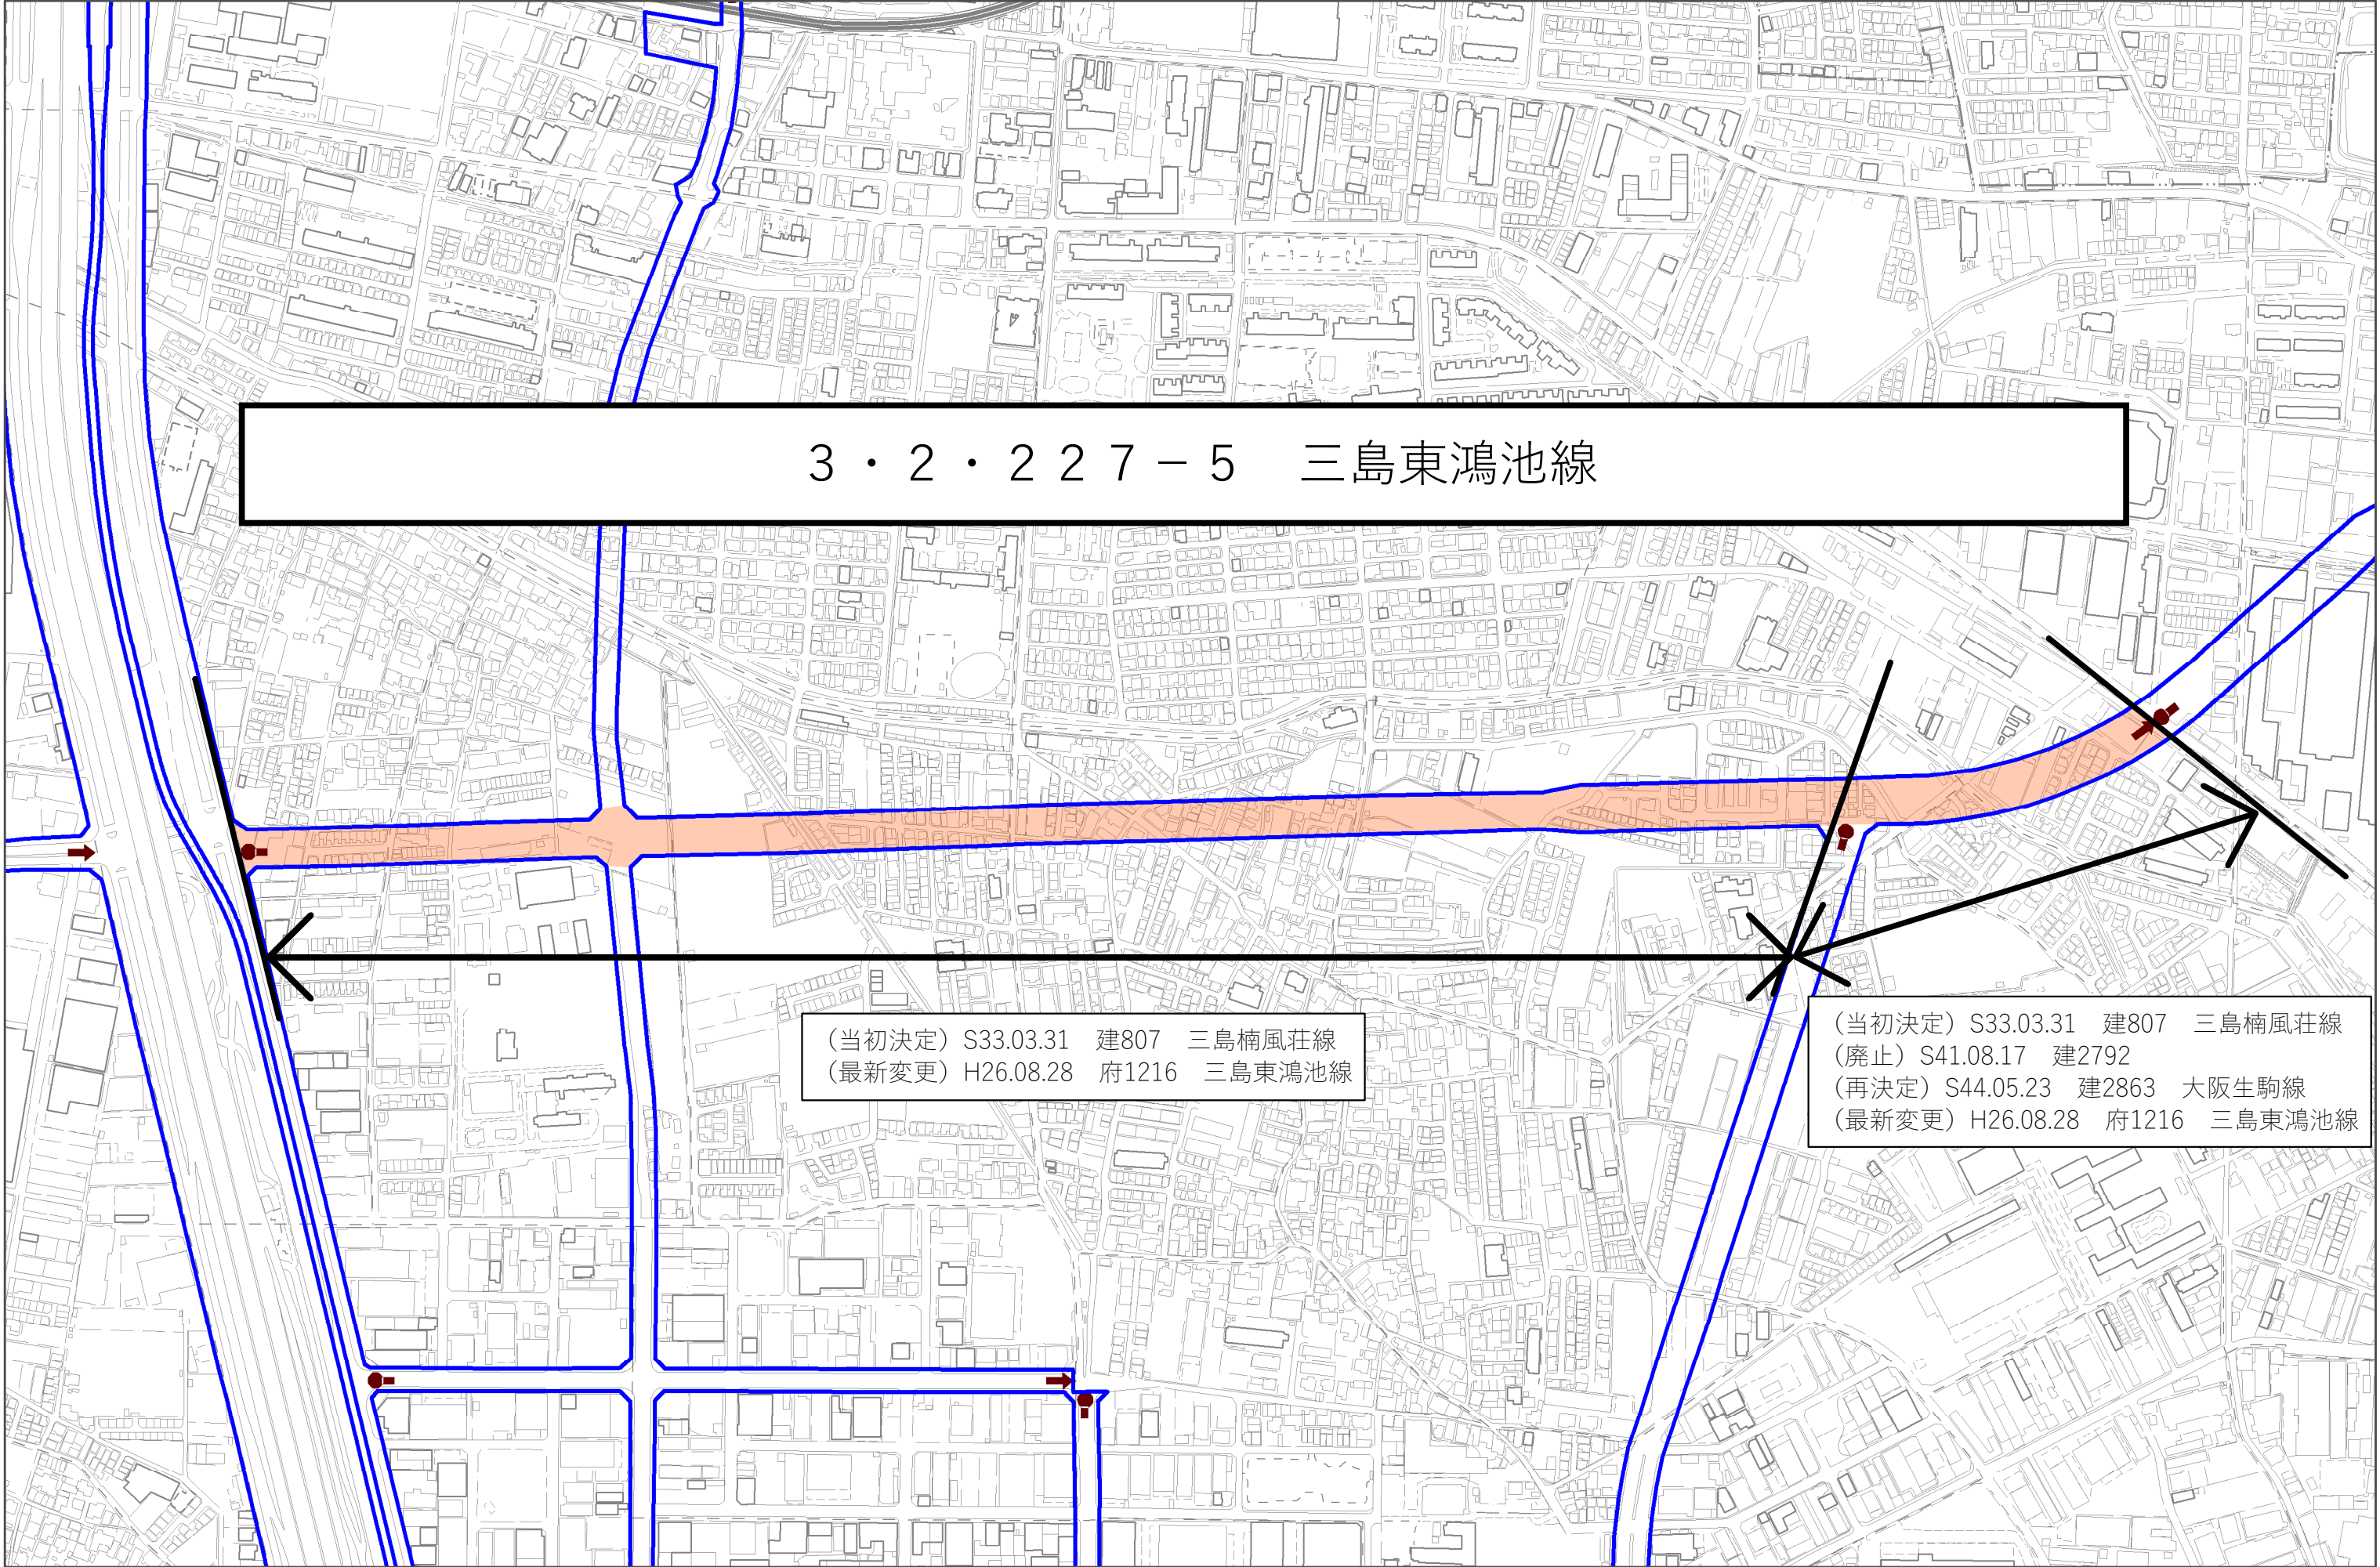 ３・２・２２７－５　三島東鴻池線
（当初決定）S33.03.31　建807　三島楠風荘線
（最新変更）H26.08.28　府1216　三島東鴻池線
（当初決定）S33.03.31　建807　三島楠風荘線
（廃止）S41.08.17　建2792
（再決定）S44.05.23　建2863　大阪生駒線
（最新変更）H26.08.28　府1216　三島東鴻池線